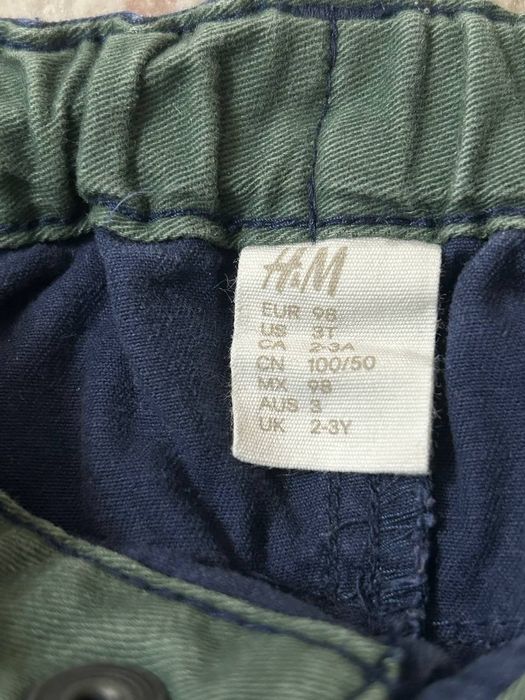 H&M
EUR 98
US 3T
CA 2-3A
CN 100/50
MX 98
AUS 3
UK 2-3Y